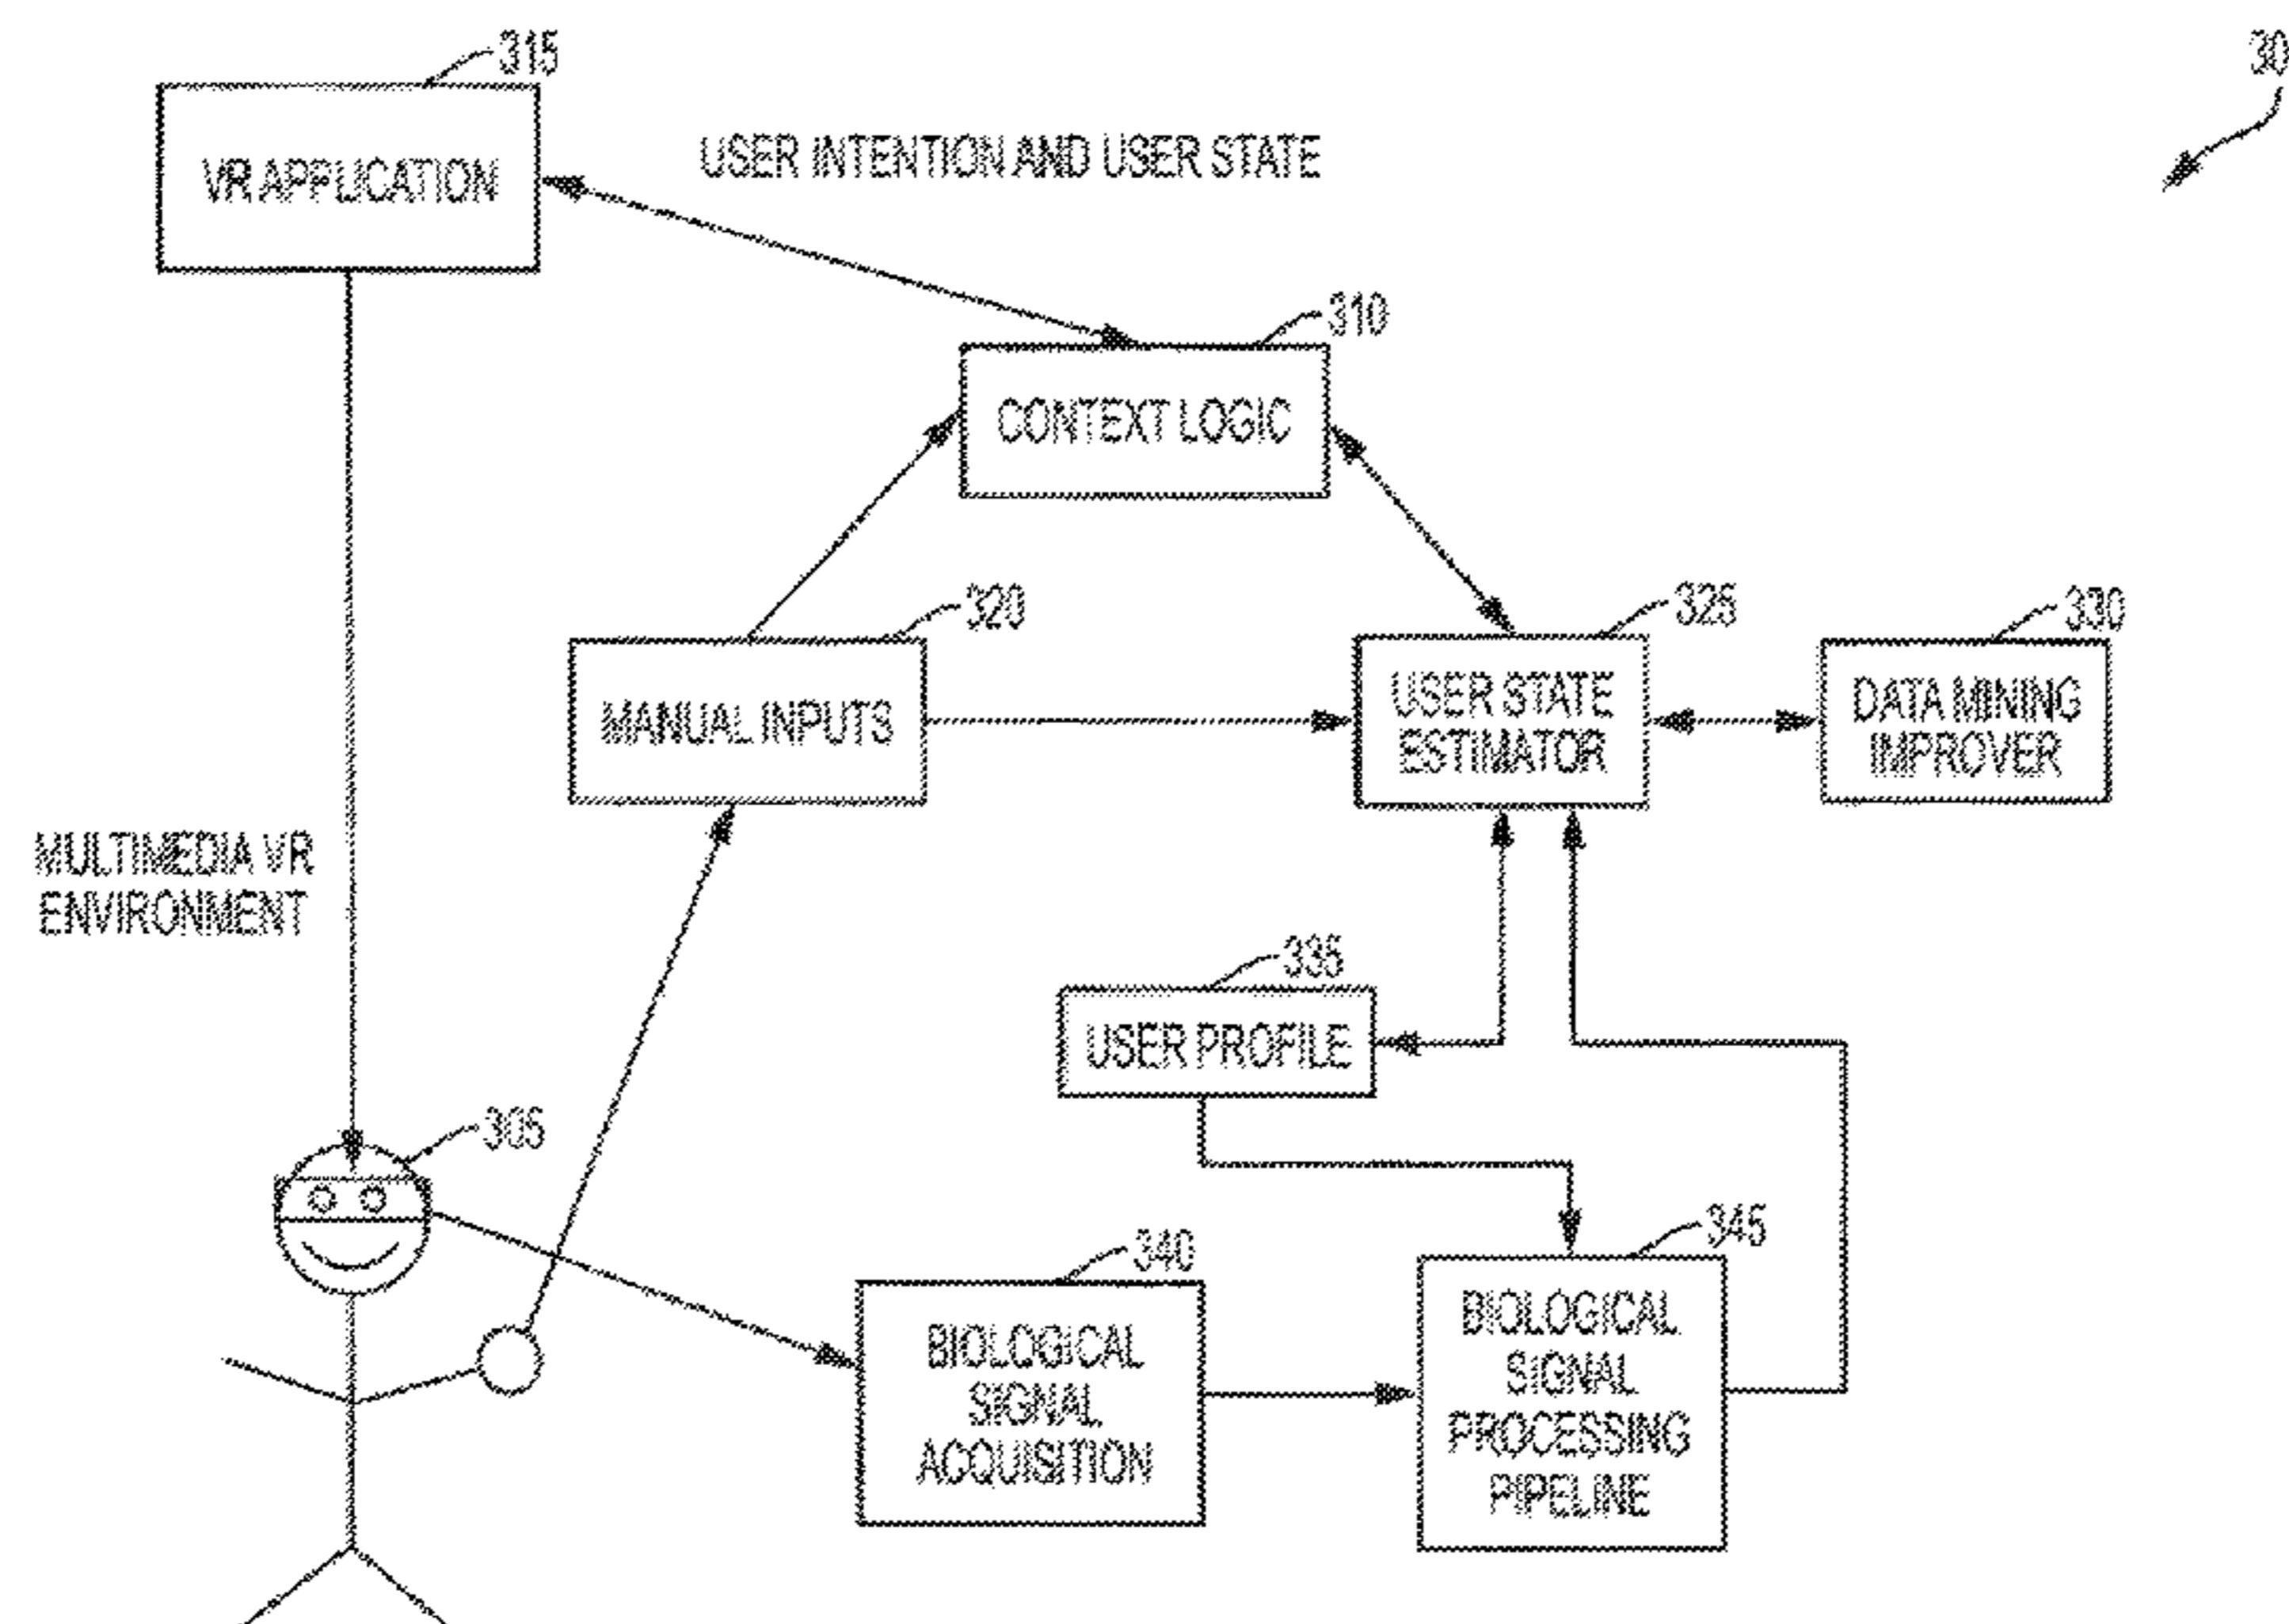 315
30
VR APPLICATION
USER INTENTION AND USER STATE
310
CONTEXT LOGIC
320
325
330
MANUAL INPUTS
USER STATE
ESTIMATOR
DATA MINING
IMPROVER
MULTIMEDIA VR
ENVIRONMENT
335
USER PROFILE
305
340
345
BIOLOGICAL
SIGNAL
ACQUISITION
BIOLOGICAL
SIGNAL
PROCESSING
PIPELINE